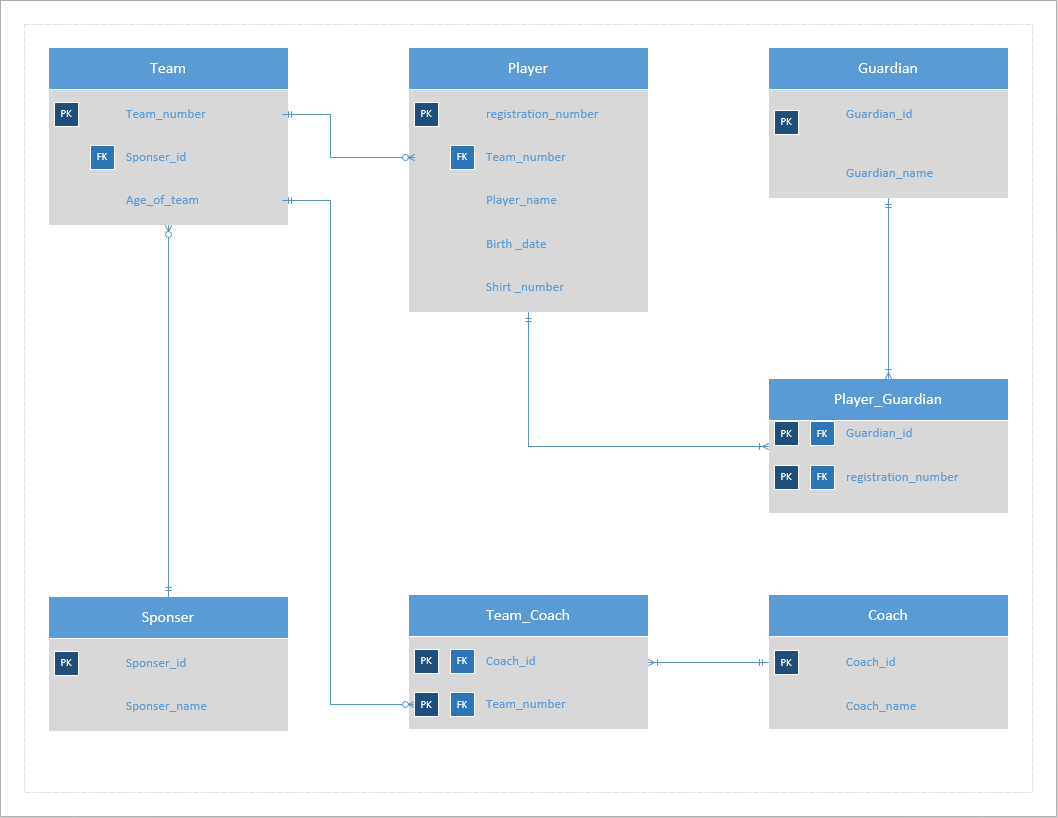 Team
PK Team_number
FK Sponser_id
Age_of_team
Player
PK registration_number
FK Team_number
Player_name
Birth _date
Shirt _number
Guardian
PK Guardian_id
Guardian_name
Player_Guardian
PK FK Guardian_id
PK FK registration_number
Sponser
PK Sponser_id
Sponser_name
Team_Coach
PK FK Coach_id
PK FK Team_number
Coach
PK Coach_id
Coach_name